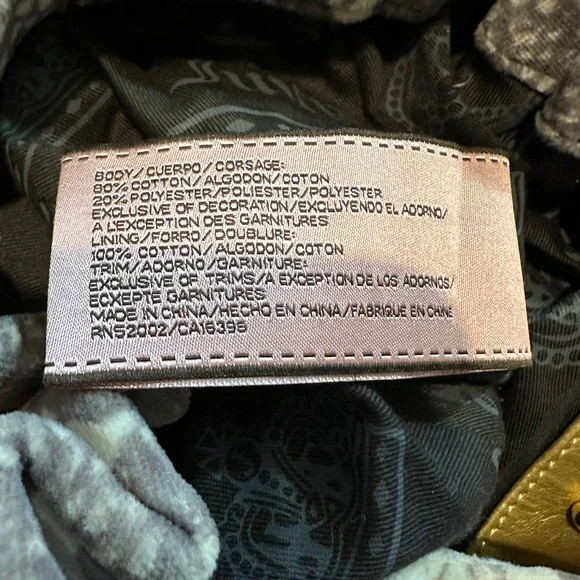 BODY/CUERPO/CORSAGE:
80% COTTON/ALGODON/COTON
20% POLYESTER/POLIESTER/POLYESTER
EXCLUSIVE OF DECORATION/EXCLUYENDO EL ADORNO/
A L'EXCEPTION DES GARNITURES
LINING/FORRO/DOUBLURE:
100% COTTON/ALGODON/COTON
TRIM/ADORNO/GARNITURE:
EXCLUSIVE OF TRIMS/A EXCEPTION DE LOS ADORNOS/
ECXEPTE GARNITURES
MADE IN CHINA/HECHO EN CHINA/FABRIQUE EN CHINE
RN52002/CA16398